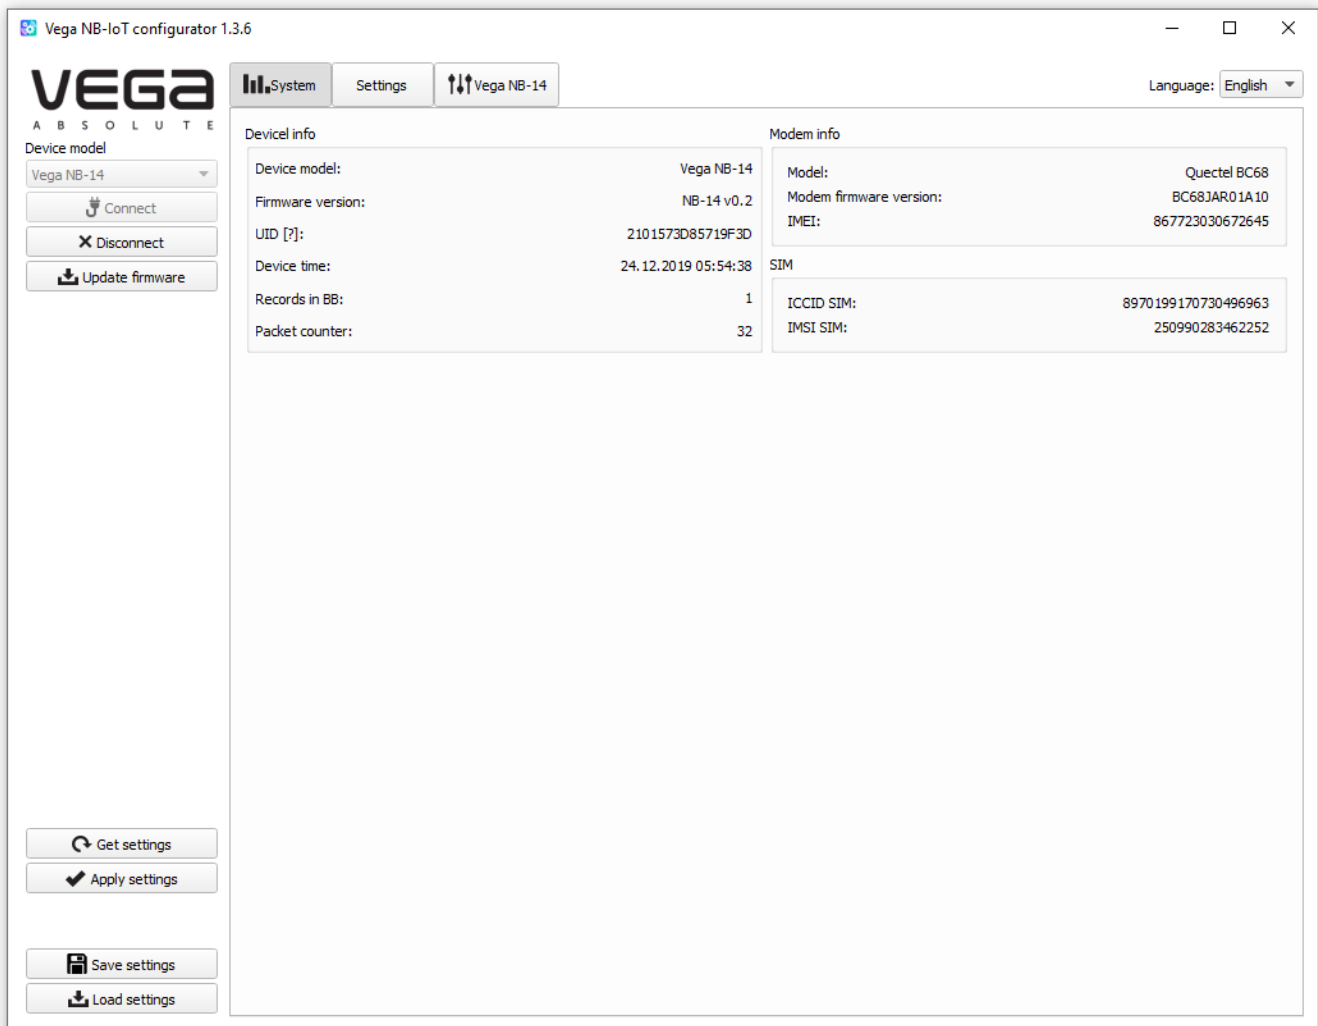 Vega NB-IoT configurator 1.3.6
VEGA
ABSOLUTE
Device model
Vega NB-14
Connect
Disconnect
Update firmware
Get settings
Apply settings
Save settings
Load settings
System
Settings
Vega NB-14
Language: English
Devicel info
Device model: Vega NB-14
Firmware version: NB-14 v0.2
UID [?]: 2101573D85719F3D
Device time: 24.12.2019 05:54:38
Records in BB: 1
Packet counter: 32
Modem info
Model: Quectel BC68
Modem firmware version: BC68JAR01A10
IMEI: 867723030672645
SIM
ICCID SIM: 8970199170730496963
IMSI SIM: 250990283462252